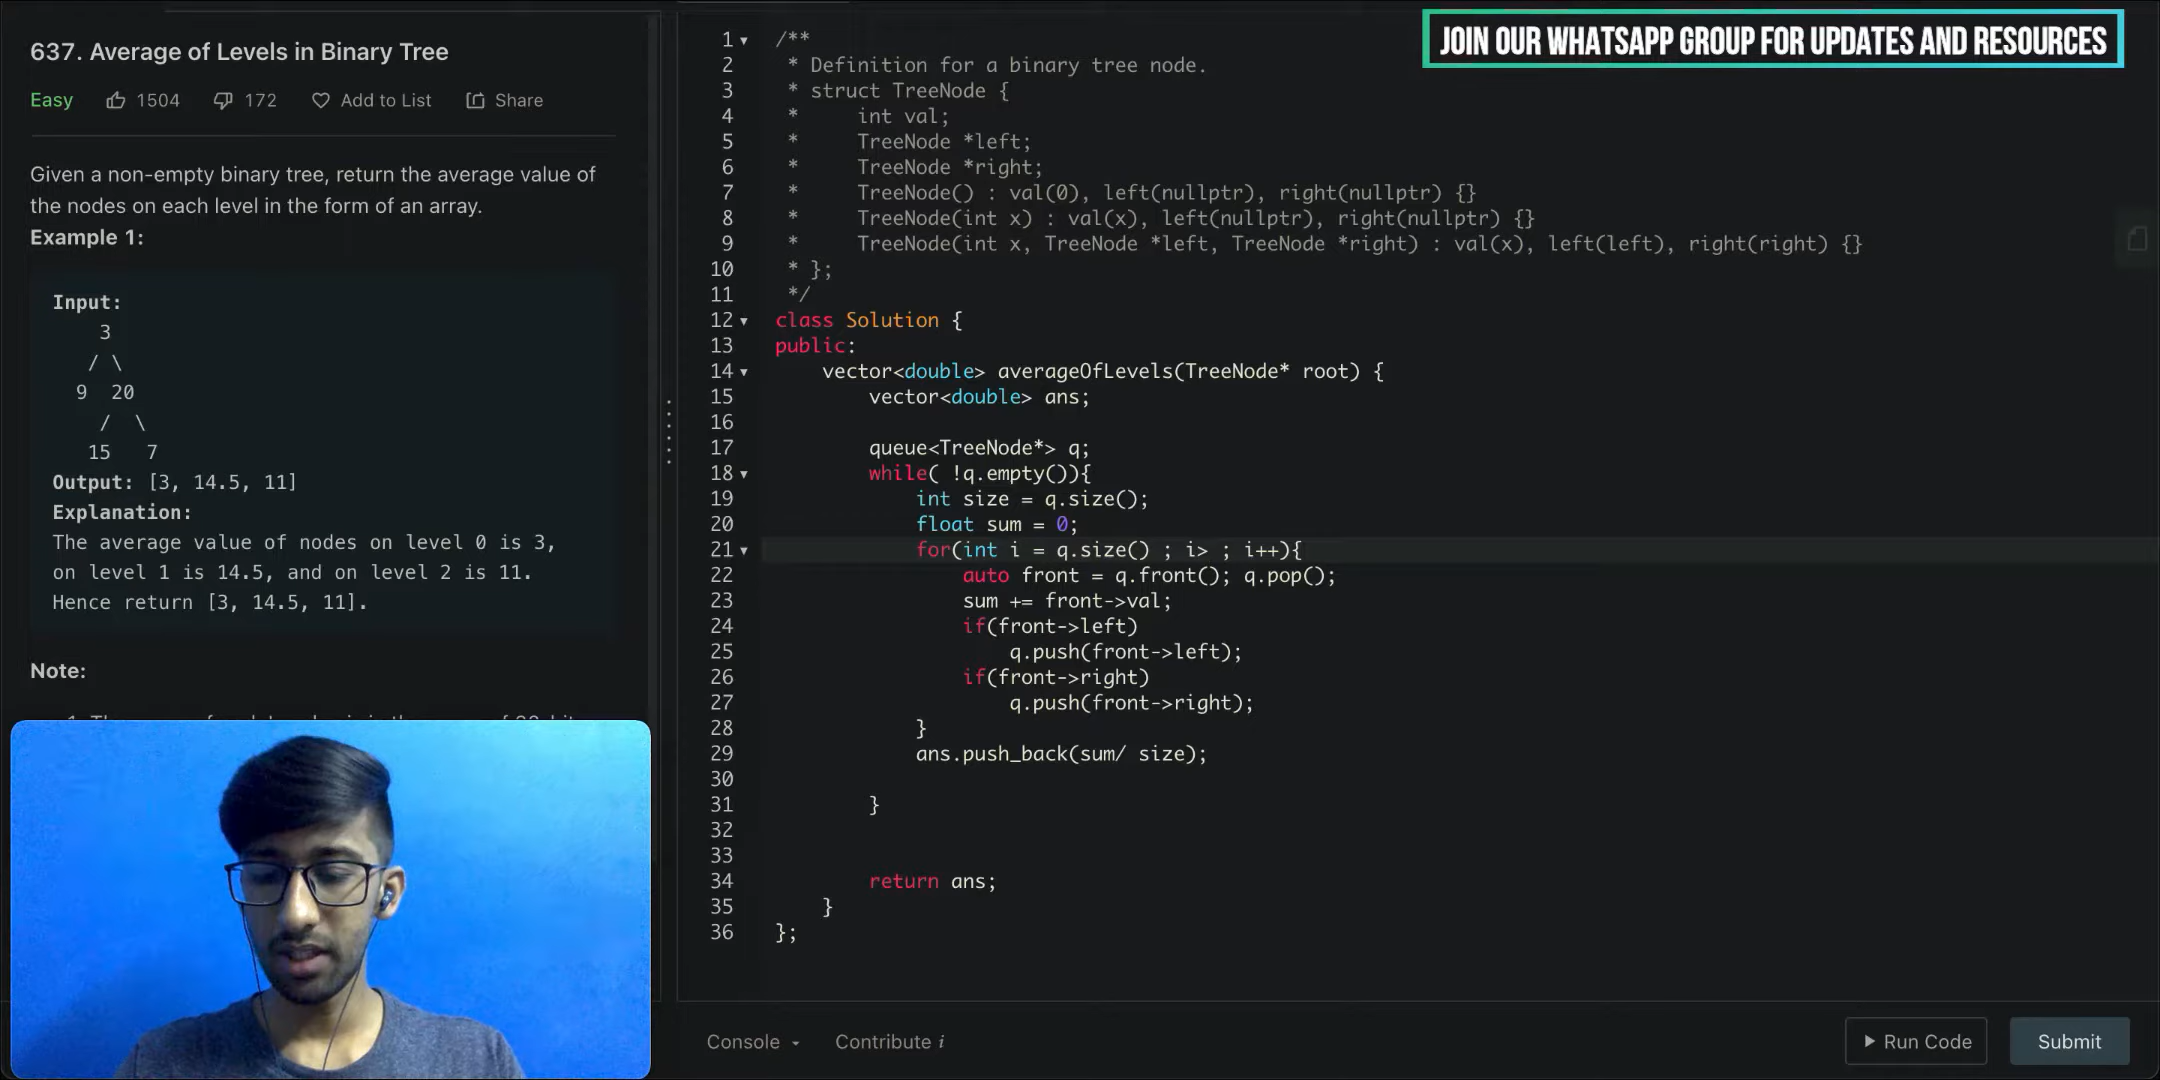 637. Average of Levels in Binary Tree
Easy 1504 172 Add to List Share
Given a non-empty binary tree, return the average value of
the nodes on each level in the form of an array.
Example 1:
Input:
    3
   / \
  9  20
    /  \
   15   7
Output: [3, 14.5, 11]
Explanation:
The average value of nodes on level 0 is 3,
on level 1 is 14.5, and on level 2 is 11.
Hence return [3, 14.5, 11].
Note:
JOIN OUR WHATSAPP GROUP FOR UPDATES AND RESOURCES
1 /**
2  * Definition for a binary tree node.
3  * struct TreeNode {
4  *     int val;
5  *     TreeNode *left;
6  *     TreeNode *right;
7  *     TreeNode() : val(0), left(nullptr), right(nullptr) {}
8  *     TreeNode(int x) : val(x), left(nullptr), right(nullptr) {}
9  *     TreeNode(int x, TreeNode *left, TreeNode *right) : val(x), left(left), right(right) {}
10  * };
11  */
12 class Solution {
13 public:
14     vector<double> averageOfLevels(TreeNode* root) {
15         vector<double> ans;
16
17         queue<TreeNode*> q;
18         while( !q.empty()){
19             int size = q.size();
20             float sum = 0;
21             for(int i = q.size() ; i> ; i++){
22                 auto front = q.front(); q.pop();
23                 sum += front->val;
24                 if(front->left)
25                     q.push(front->left);
26                 if(front->right)
27                     q.push(front->right);
28             }
29             ans.push_back(sum/ size);
30
31         }
32
33
34         return ans;
35     }
36 };
Console Contribute i Run Code Submit